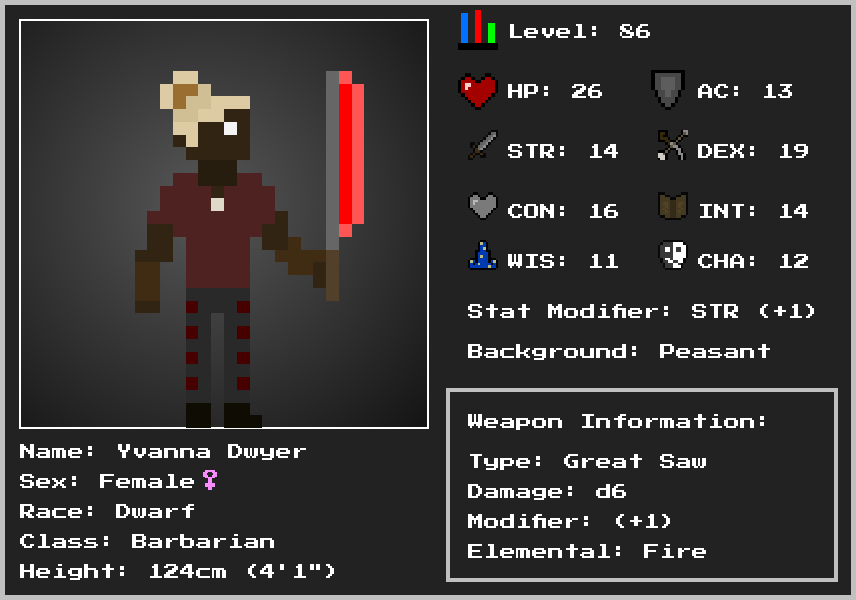 Level: 86
HP: 26
AC: 13
STR: 14
DEX: 19
CON: 16
INT: 14
WIS: 11
CHA: 12
Stat Modifier: STR (+1)
Background: Peasant
Weapon Information:
Type: Great Saw
Damage: d6
Modifier: (+1)
Elemental: Fire
Name: Yvanna Dwyer
Sex: Female♀
Race: Dwarf
Class: Barbarian
Height: 124cm (4'1")